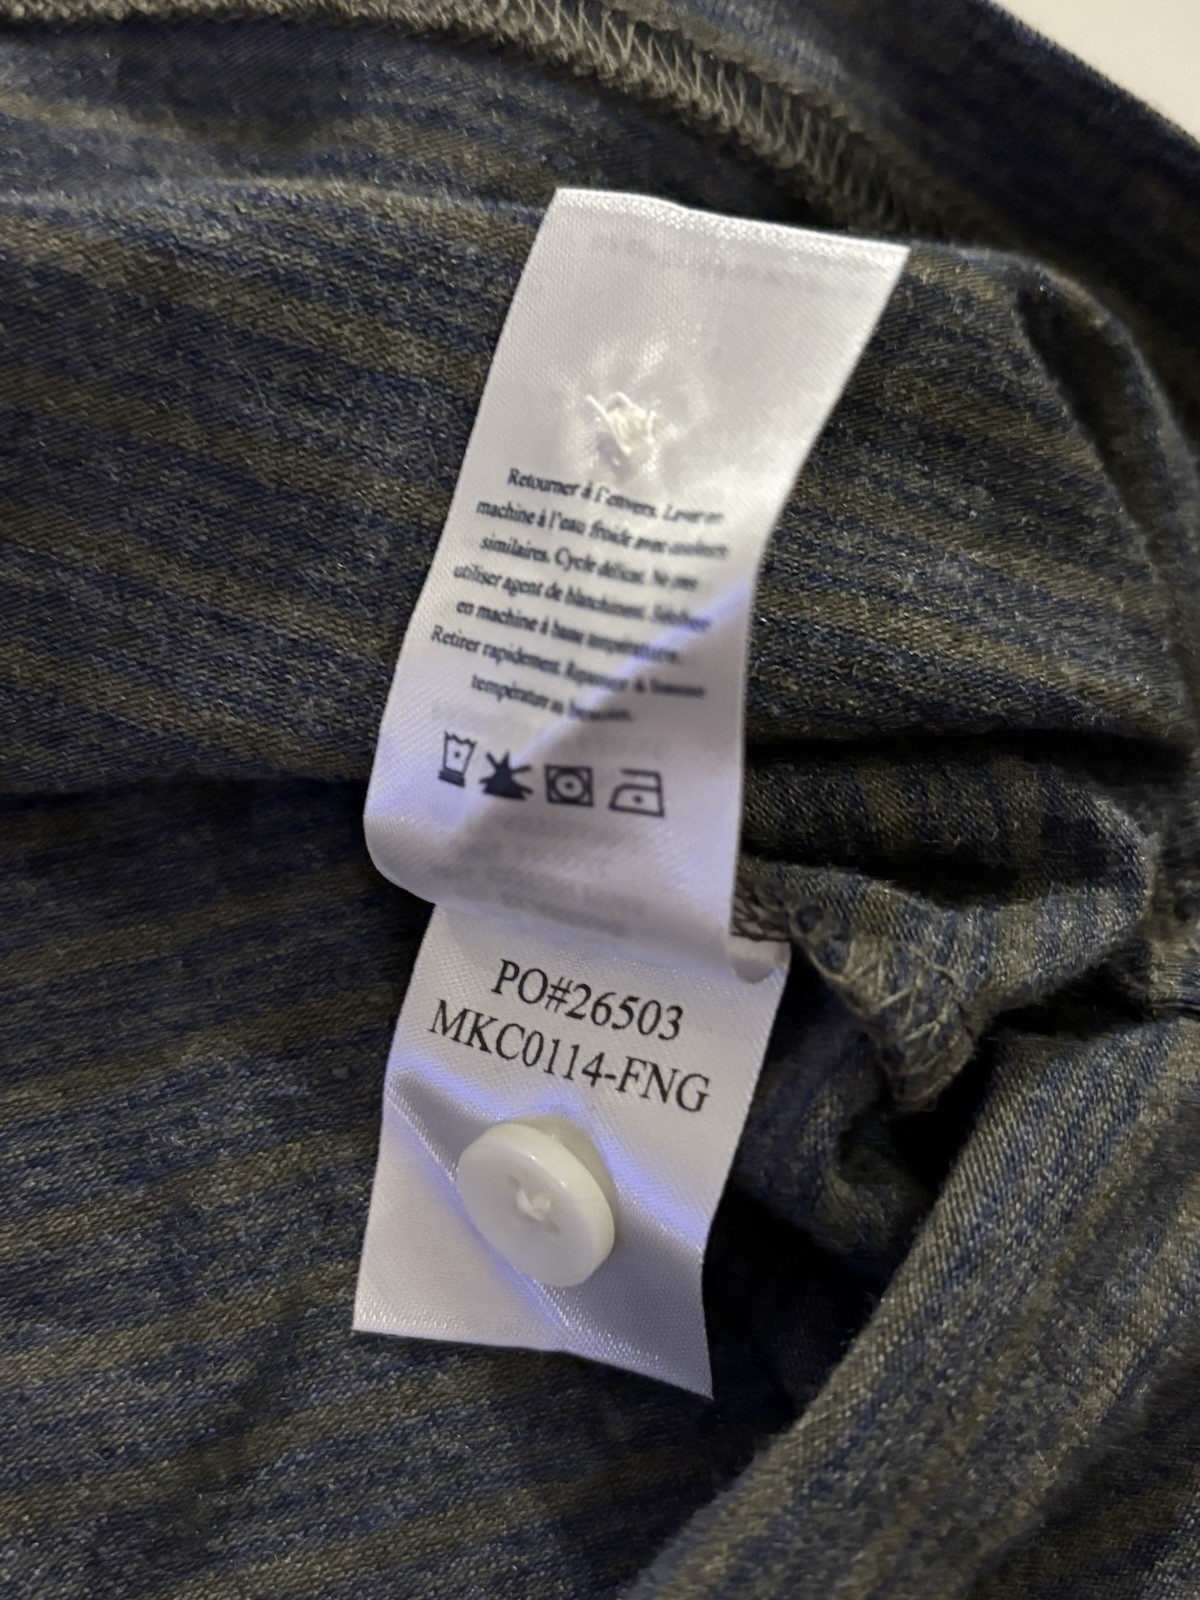 Retourner à l'envers. Laver en
machine à l'eau froide avec couleurs
similaires. Cycle délicat. Ne pas
utiliser agent de blanchiment. Sécher
en machine à basse température.
Retirer rapidement. Repasser à basse
température au besoin.
PO#26503
MKC0114-FNG